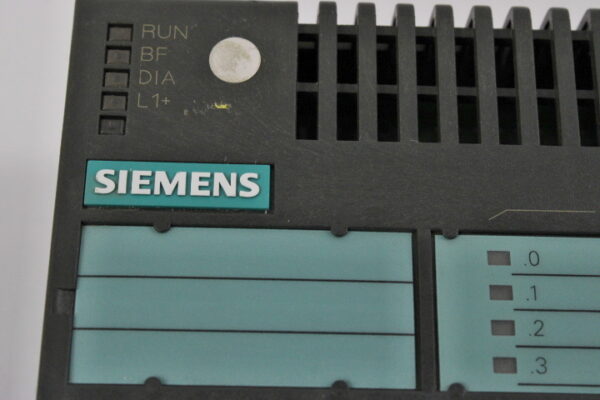 RUN
BF
DIA
L1+
SIEMENS
.0
.1
.2
.3